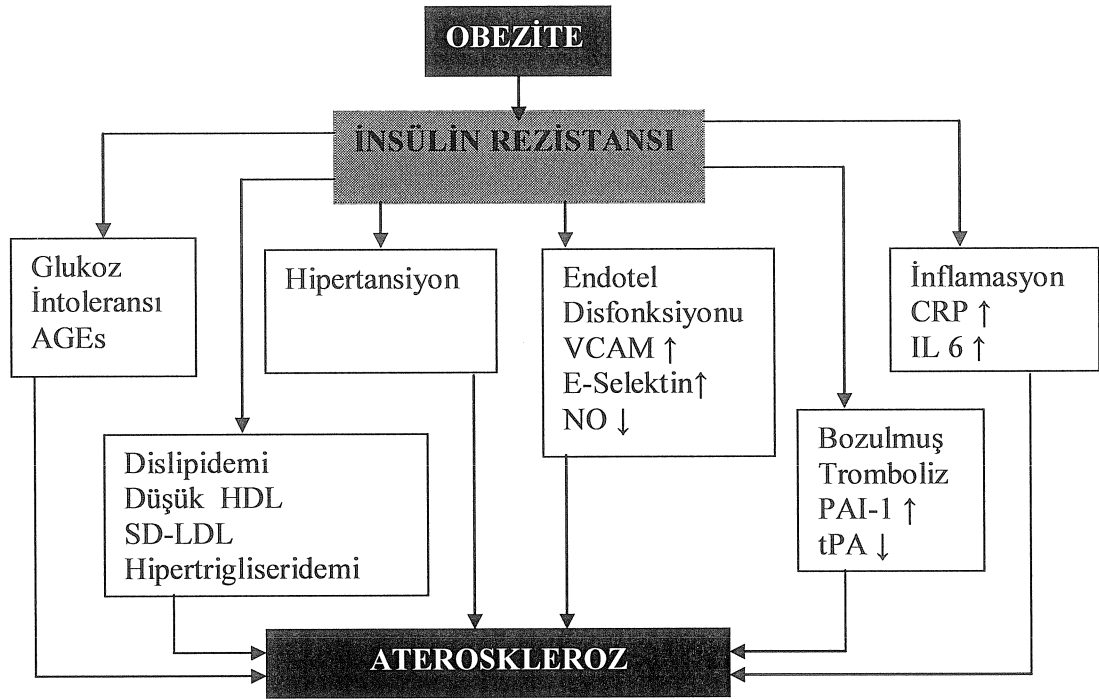 OBEZİTE
İNSÜLİN REZİSTANSI
Glukoz
İntoleransı
AGEs
Hipertansiyon
Endotel
Disfonksiyonu
VCAM ↑
E-Selektin↑
NO ↓
İnflamasyon
CRP ↑
IL 6 ↑
Dislipidemi
Düşük HDL
SD-LDL
Hipertrigliseridemi
Bozulmuş
Tromboliz
PAI-1 ↑
tPA ↓
ATEROSKLEROZ